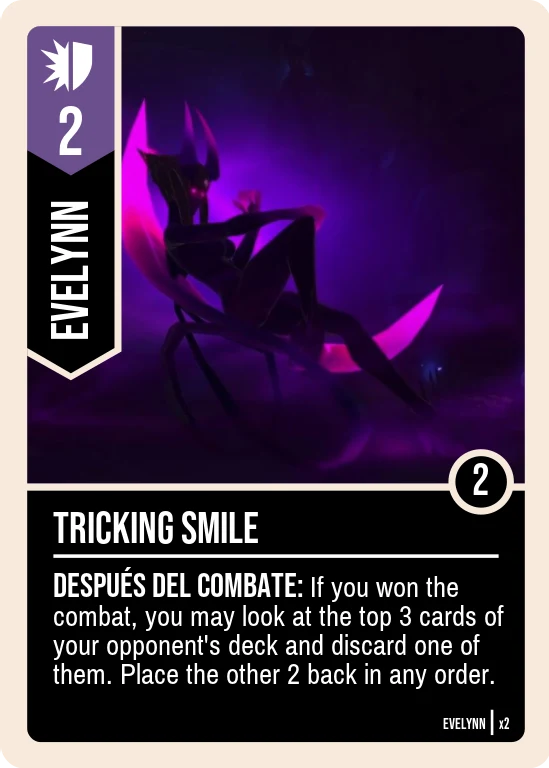 2
EVELYNN
2
TRICKING SMILE
DESPUÉS DEL COMBATE: If you won the
combat, you may look at the top 3 cards of
your opponent's deck and discard one of
them. Place the other 2 back in any order.
EVELYNN x2